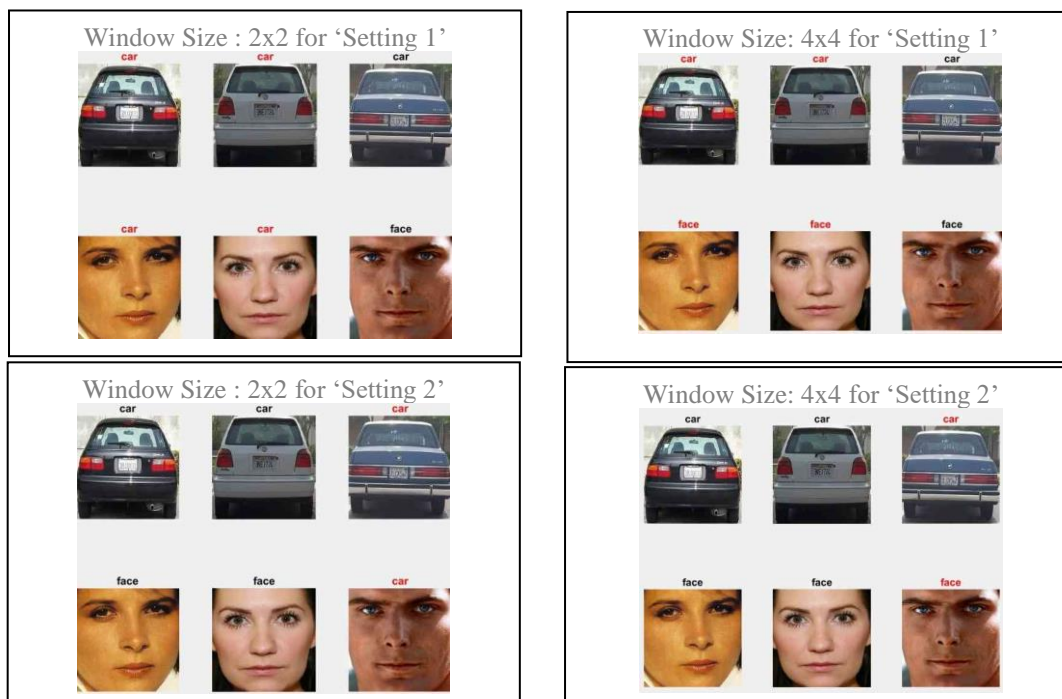 Window Size : 2x2 for ‘Setting 1’
car car car
car car face
Window Size: 4x4 for ‘Setting 1’
car car car
face face face
Window Size : 2x2 for ‘Setting 2’
car car car
face face car
Window Size: 4x4 for ‘Setting 2’
car car car
face face face